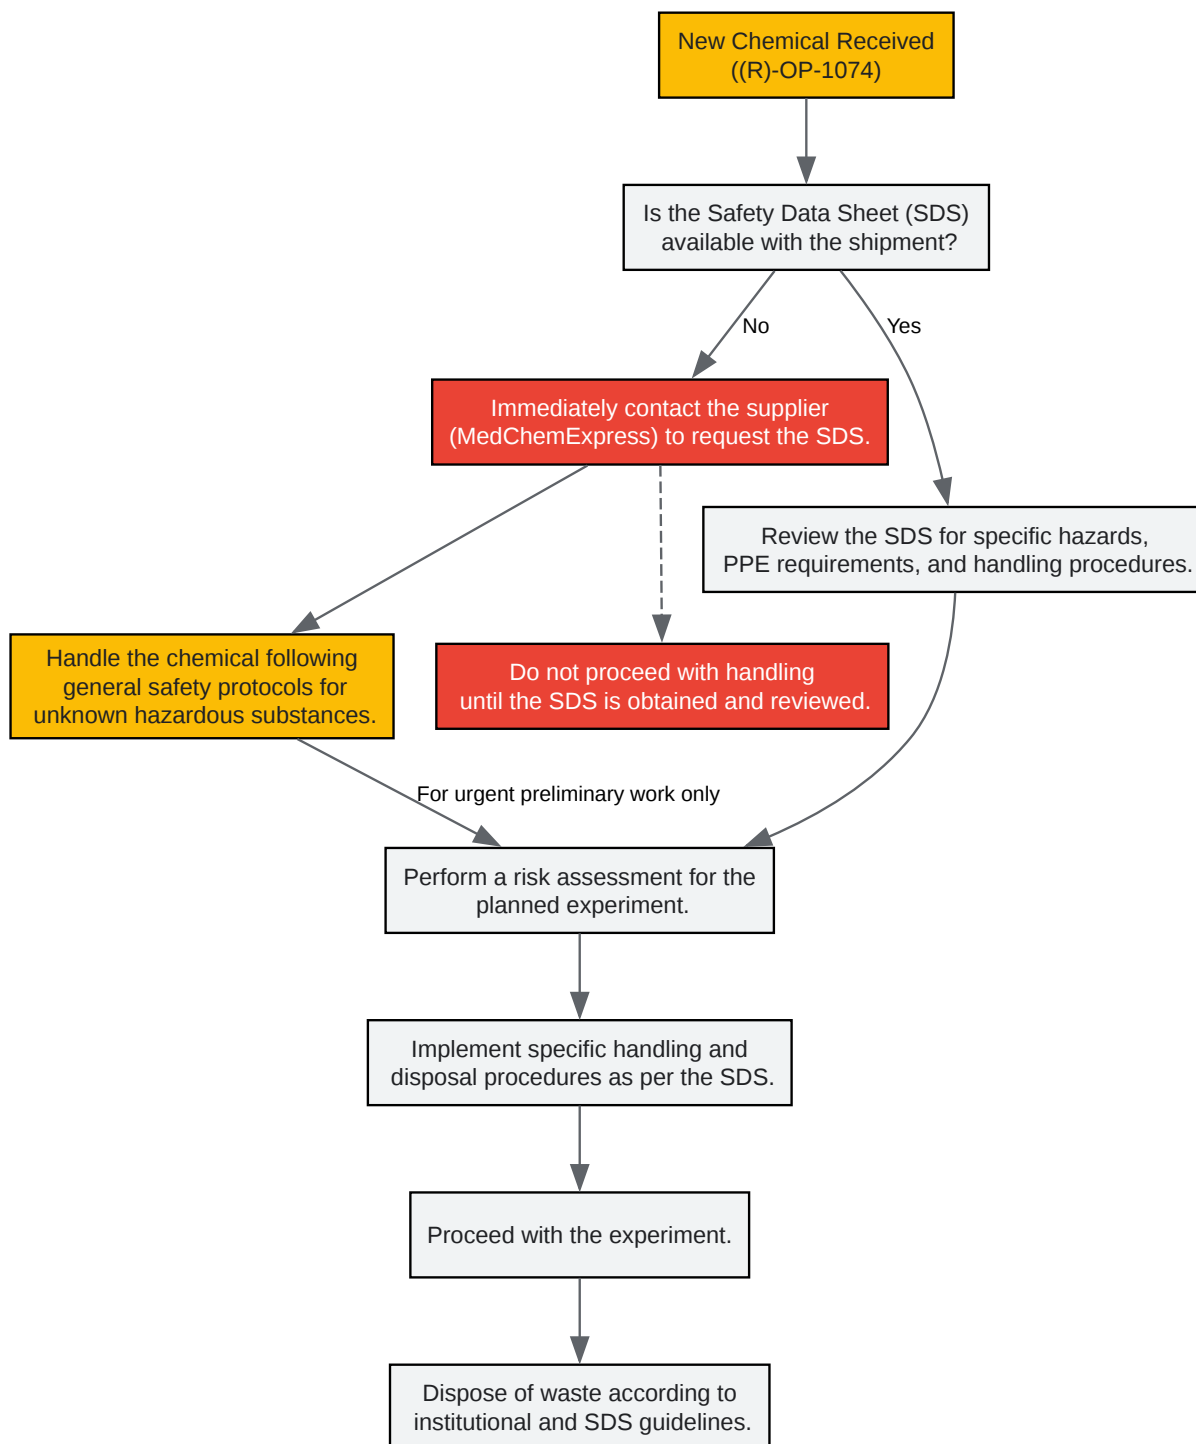 New Chemical Received
((R)-OP-1074)
Is the Safety Data Sheet (SDS)
available with the shipment?
No
Yes
Immediately contact the supplier
(MedChemExpress) to request the SDS.
Review the SDS for specific hazards,
PPE requirements, and handling procedures.
Handle the chemical following
general safety protocols for
unknown hazardous substances.
Do not proceed with handling
until the SDS is obtained and reviewed.
For urgent preliminary work only
Perform a risk assessment for the
planned experiment.
Implement specific handling and
disposal procedures as per the SDS.
Proceed with the experiment.
Dispose of waste according to
institutional and SDS guidelines.